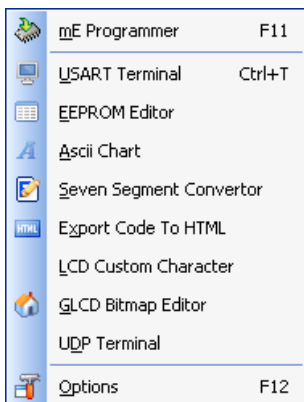 mE Programmer F11
USART Terminal Ctrl+T
EEPROM Editor
Ascii Chart
Seven Segment Convertor
HTML Export Code To HTML
LCD Custom Character
GLCD Bitmap Editor
UDP Terminal
Options F12